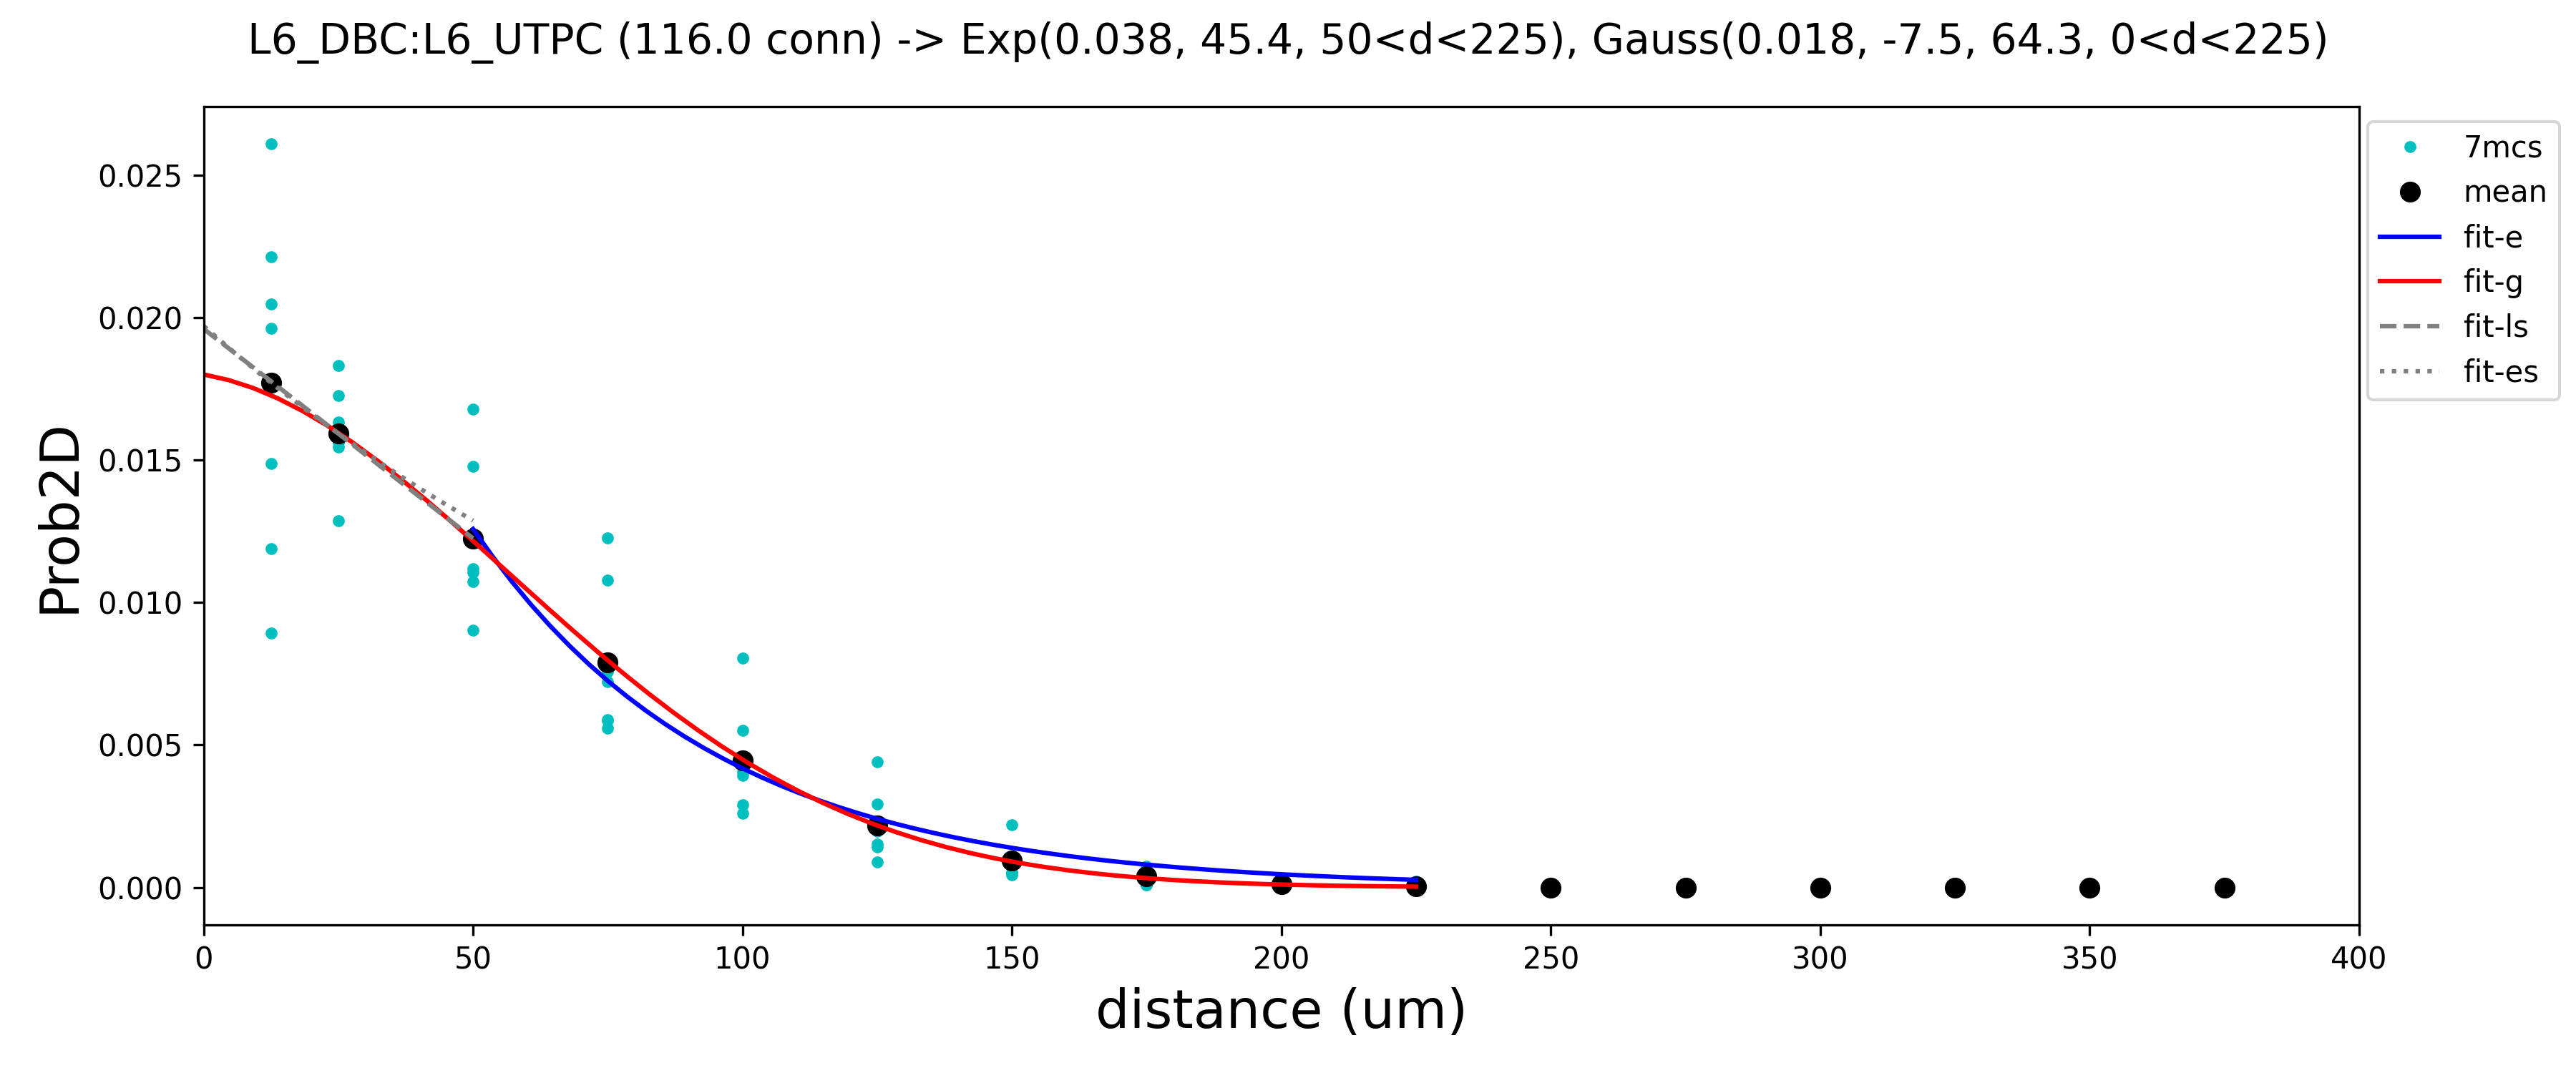 L6_DBC:L6_UTPC (116.0 conn) -> Exp(0.038, 45.4, 50<d<225), Gauss(0.018, -7.5, 64.3, 0<d<225)
7mcs
mean
fit-e
fit-g
fit-ls
fit-es
Prob2D
0.025
0.020
0.015
0.010
0.005
0.000
0 50 100 150 200 250 300 350 400
distance (um)